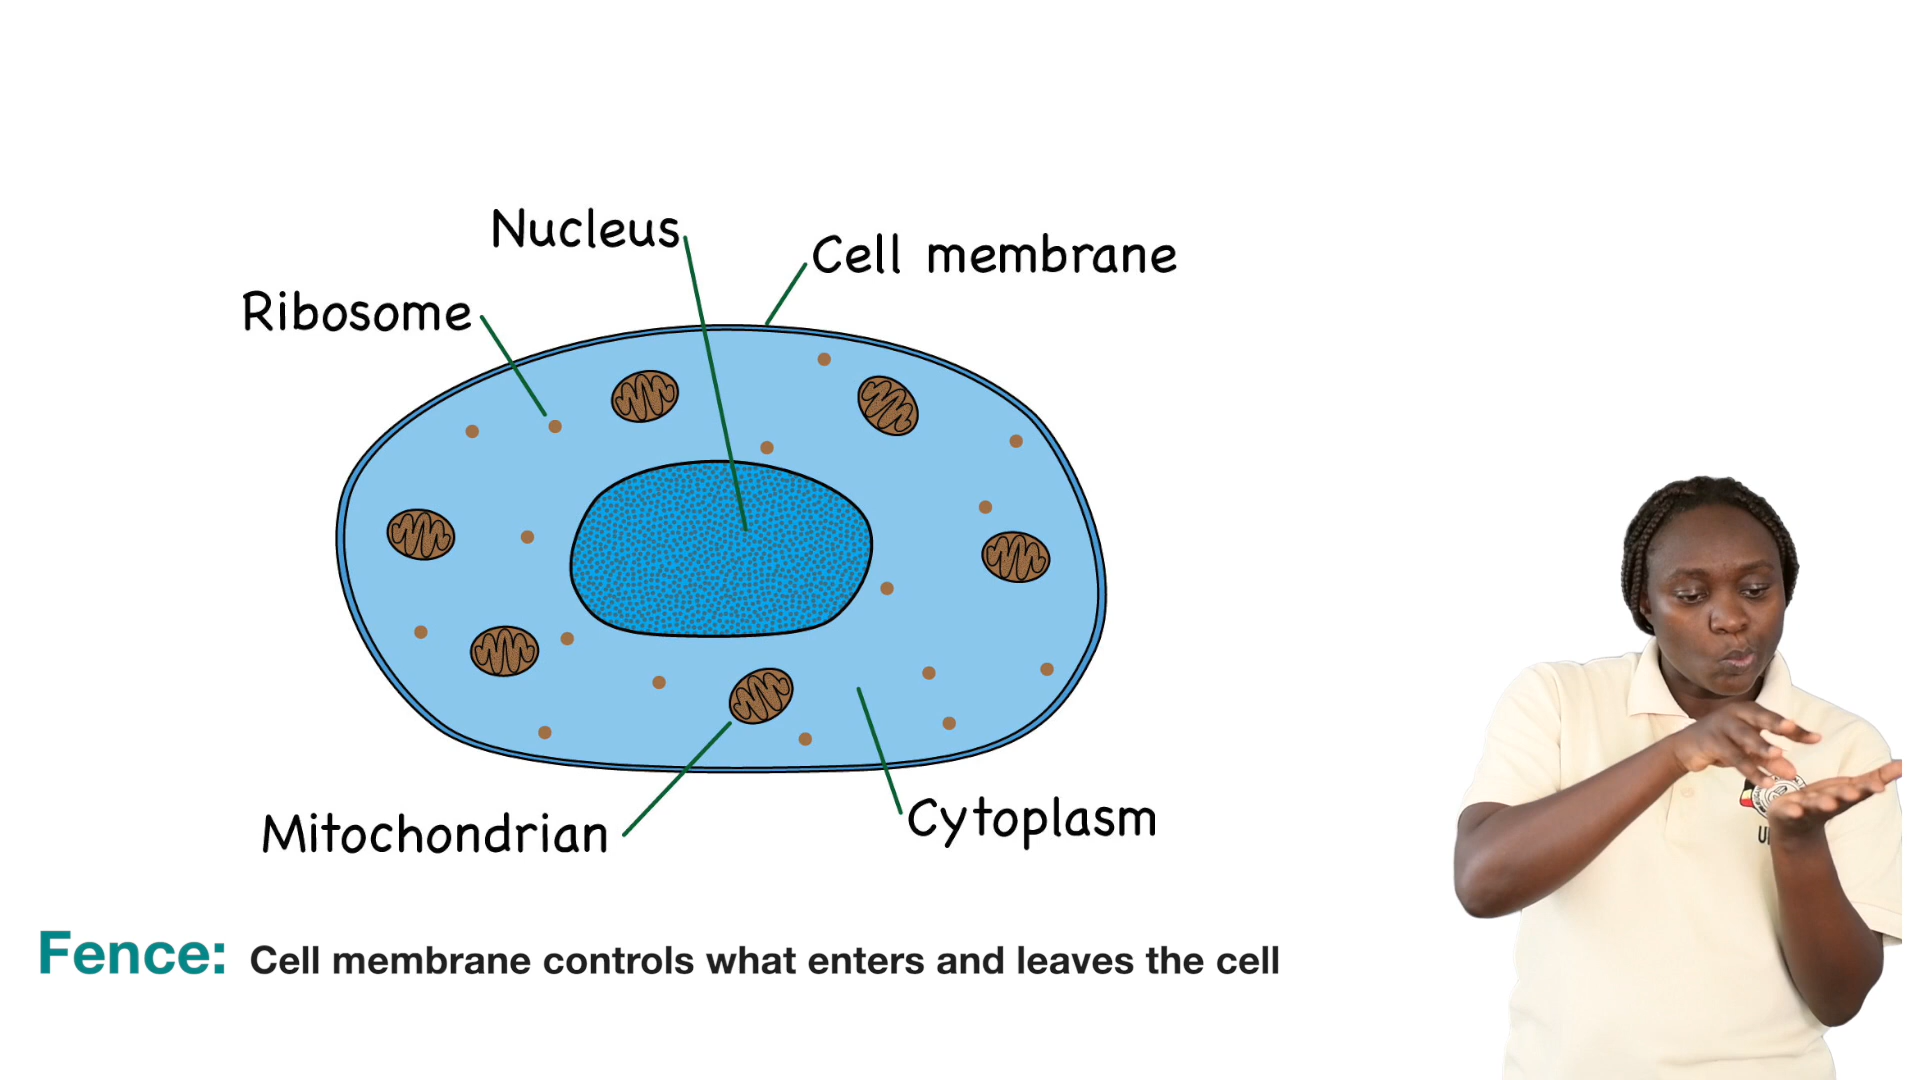 Nucleus
Cell membrane
Ribosome
Mitochondrian
Cytoplasm
Fence: Cell membrane controls what enters and leaves the cell